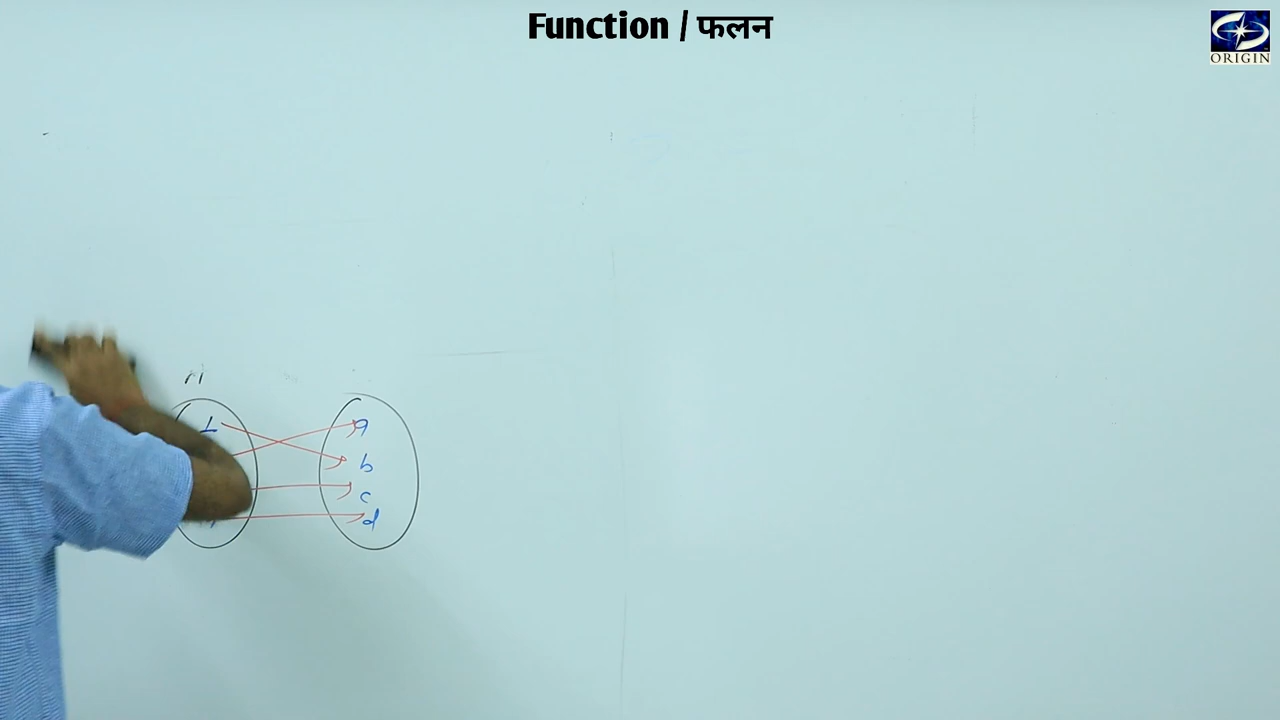 Function / फलन
ORIGIN
1 a
b
c
d